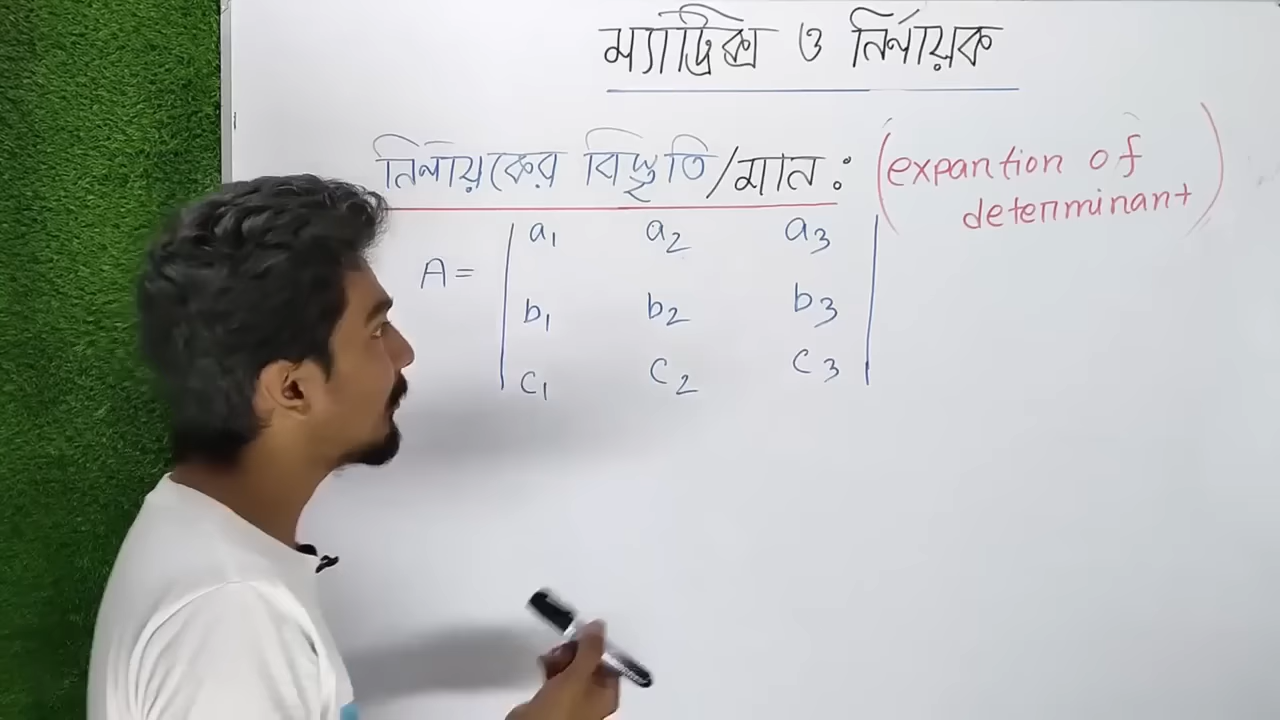 ম্যাট্রিক্স ও নির্ণায়ক
নির্ণায়কের বিস্তৃতি/মান : (expantion of
determinant)
A = | a₁ a₂ a₃ |
| b₁ b₂ b₃ |
| c₁ c₂ c₃ |